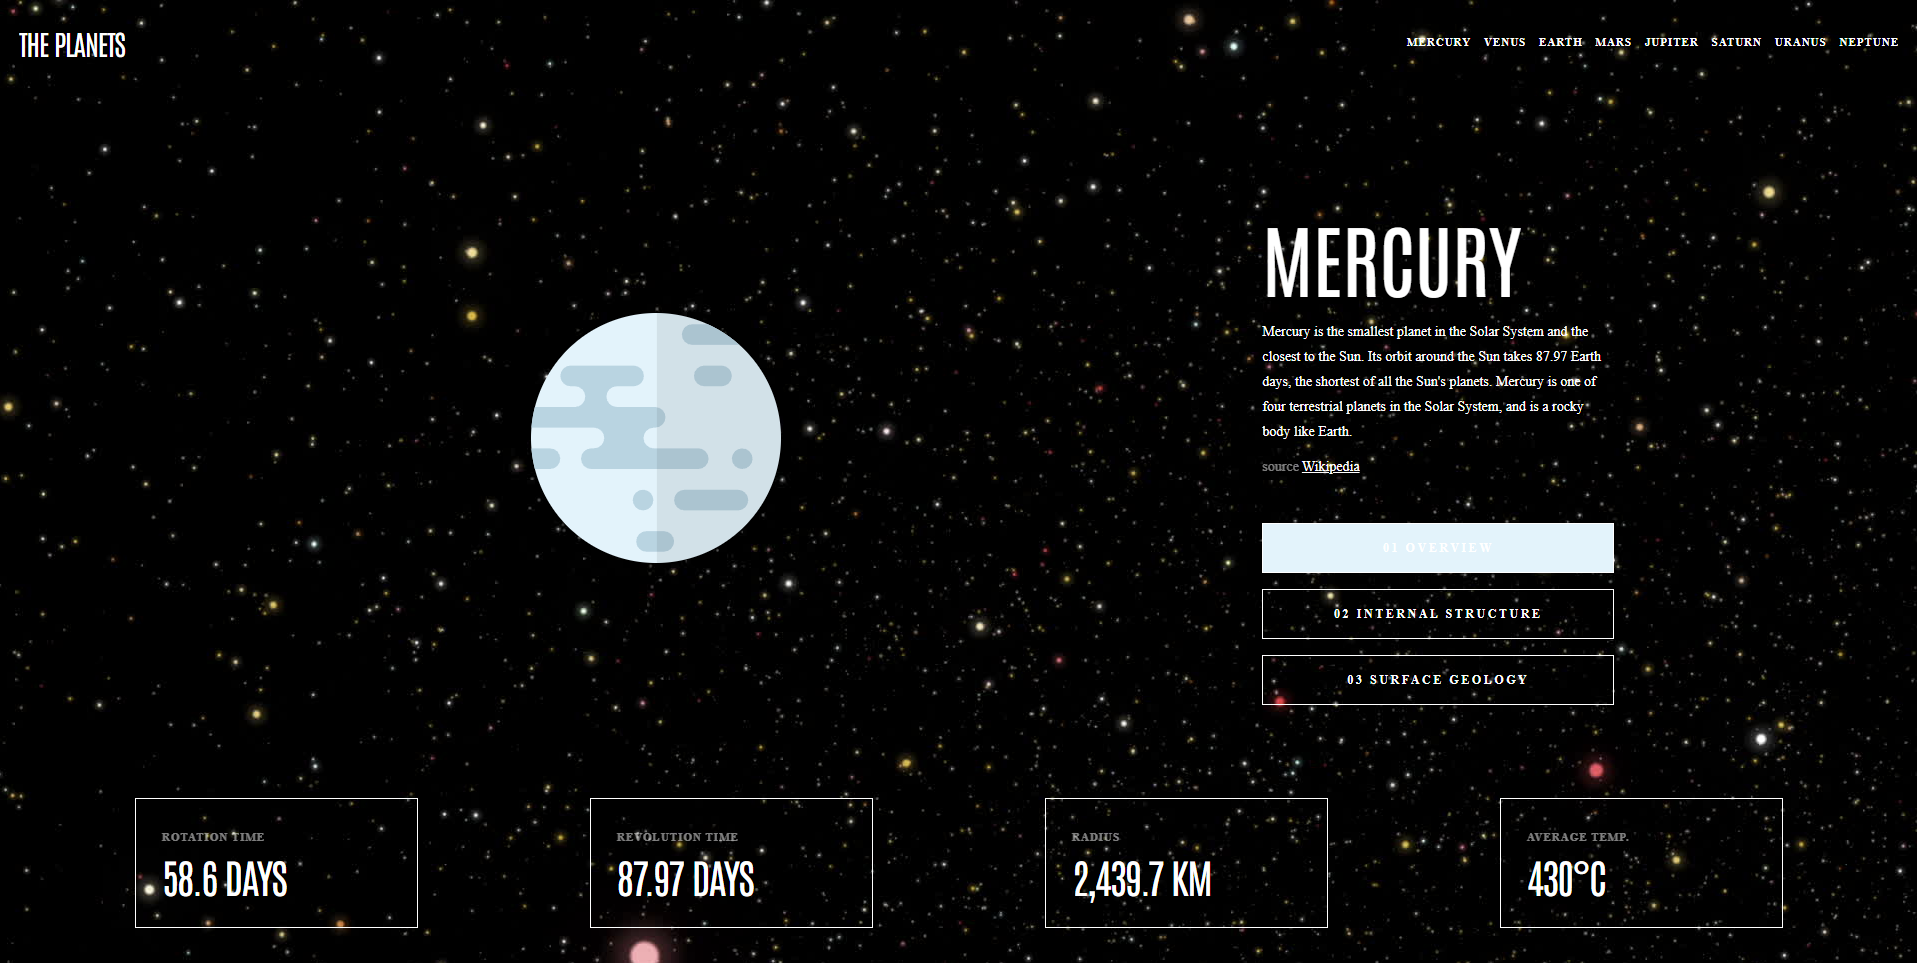 THE PLANETS
MERCURY VENUS EARTH MARS JUPITER SATURN URANUS NEPTUNE
MERCURY
Mercury is the smallest planet in the Solar System and the
closest to the Sun. Its orbit around the Sun takes 87.97 Earth
days, the shortest of all the Sun's planets. Mercury is one of
four terrestrial planets in the Solar System, and is a rocky
body like Earth.
source Wikipedia
01 OVERVIEW
02 INTERNAL STRUCTURE
03 SURFACE GEOLOGY
ROTATION TIME
58.6 DAYS
REVOLUTION TIME
87.97 DAYS
RADIUS
2,439.7 KM
AVERAGE TEMP.
430°C